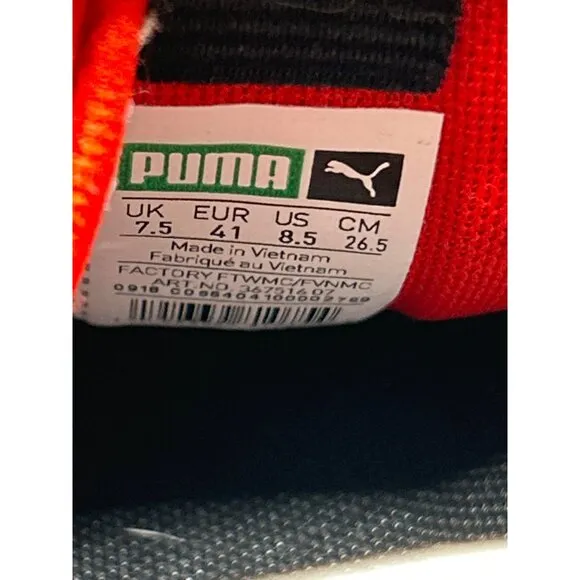 PUMA
UK EUR US CM
7.5 41 8.5 26.5
Made in Vietnam
Fabriqué au Vietnam
FACTORY FTWMC/FVNMC
ART.NO. 367516 07
0918